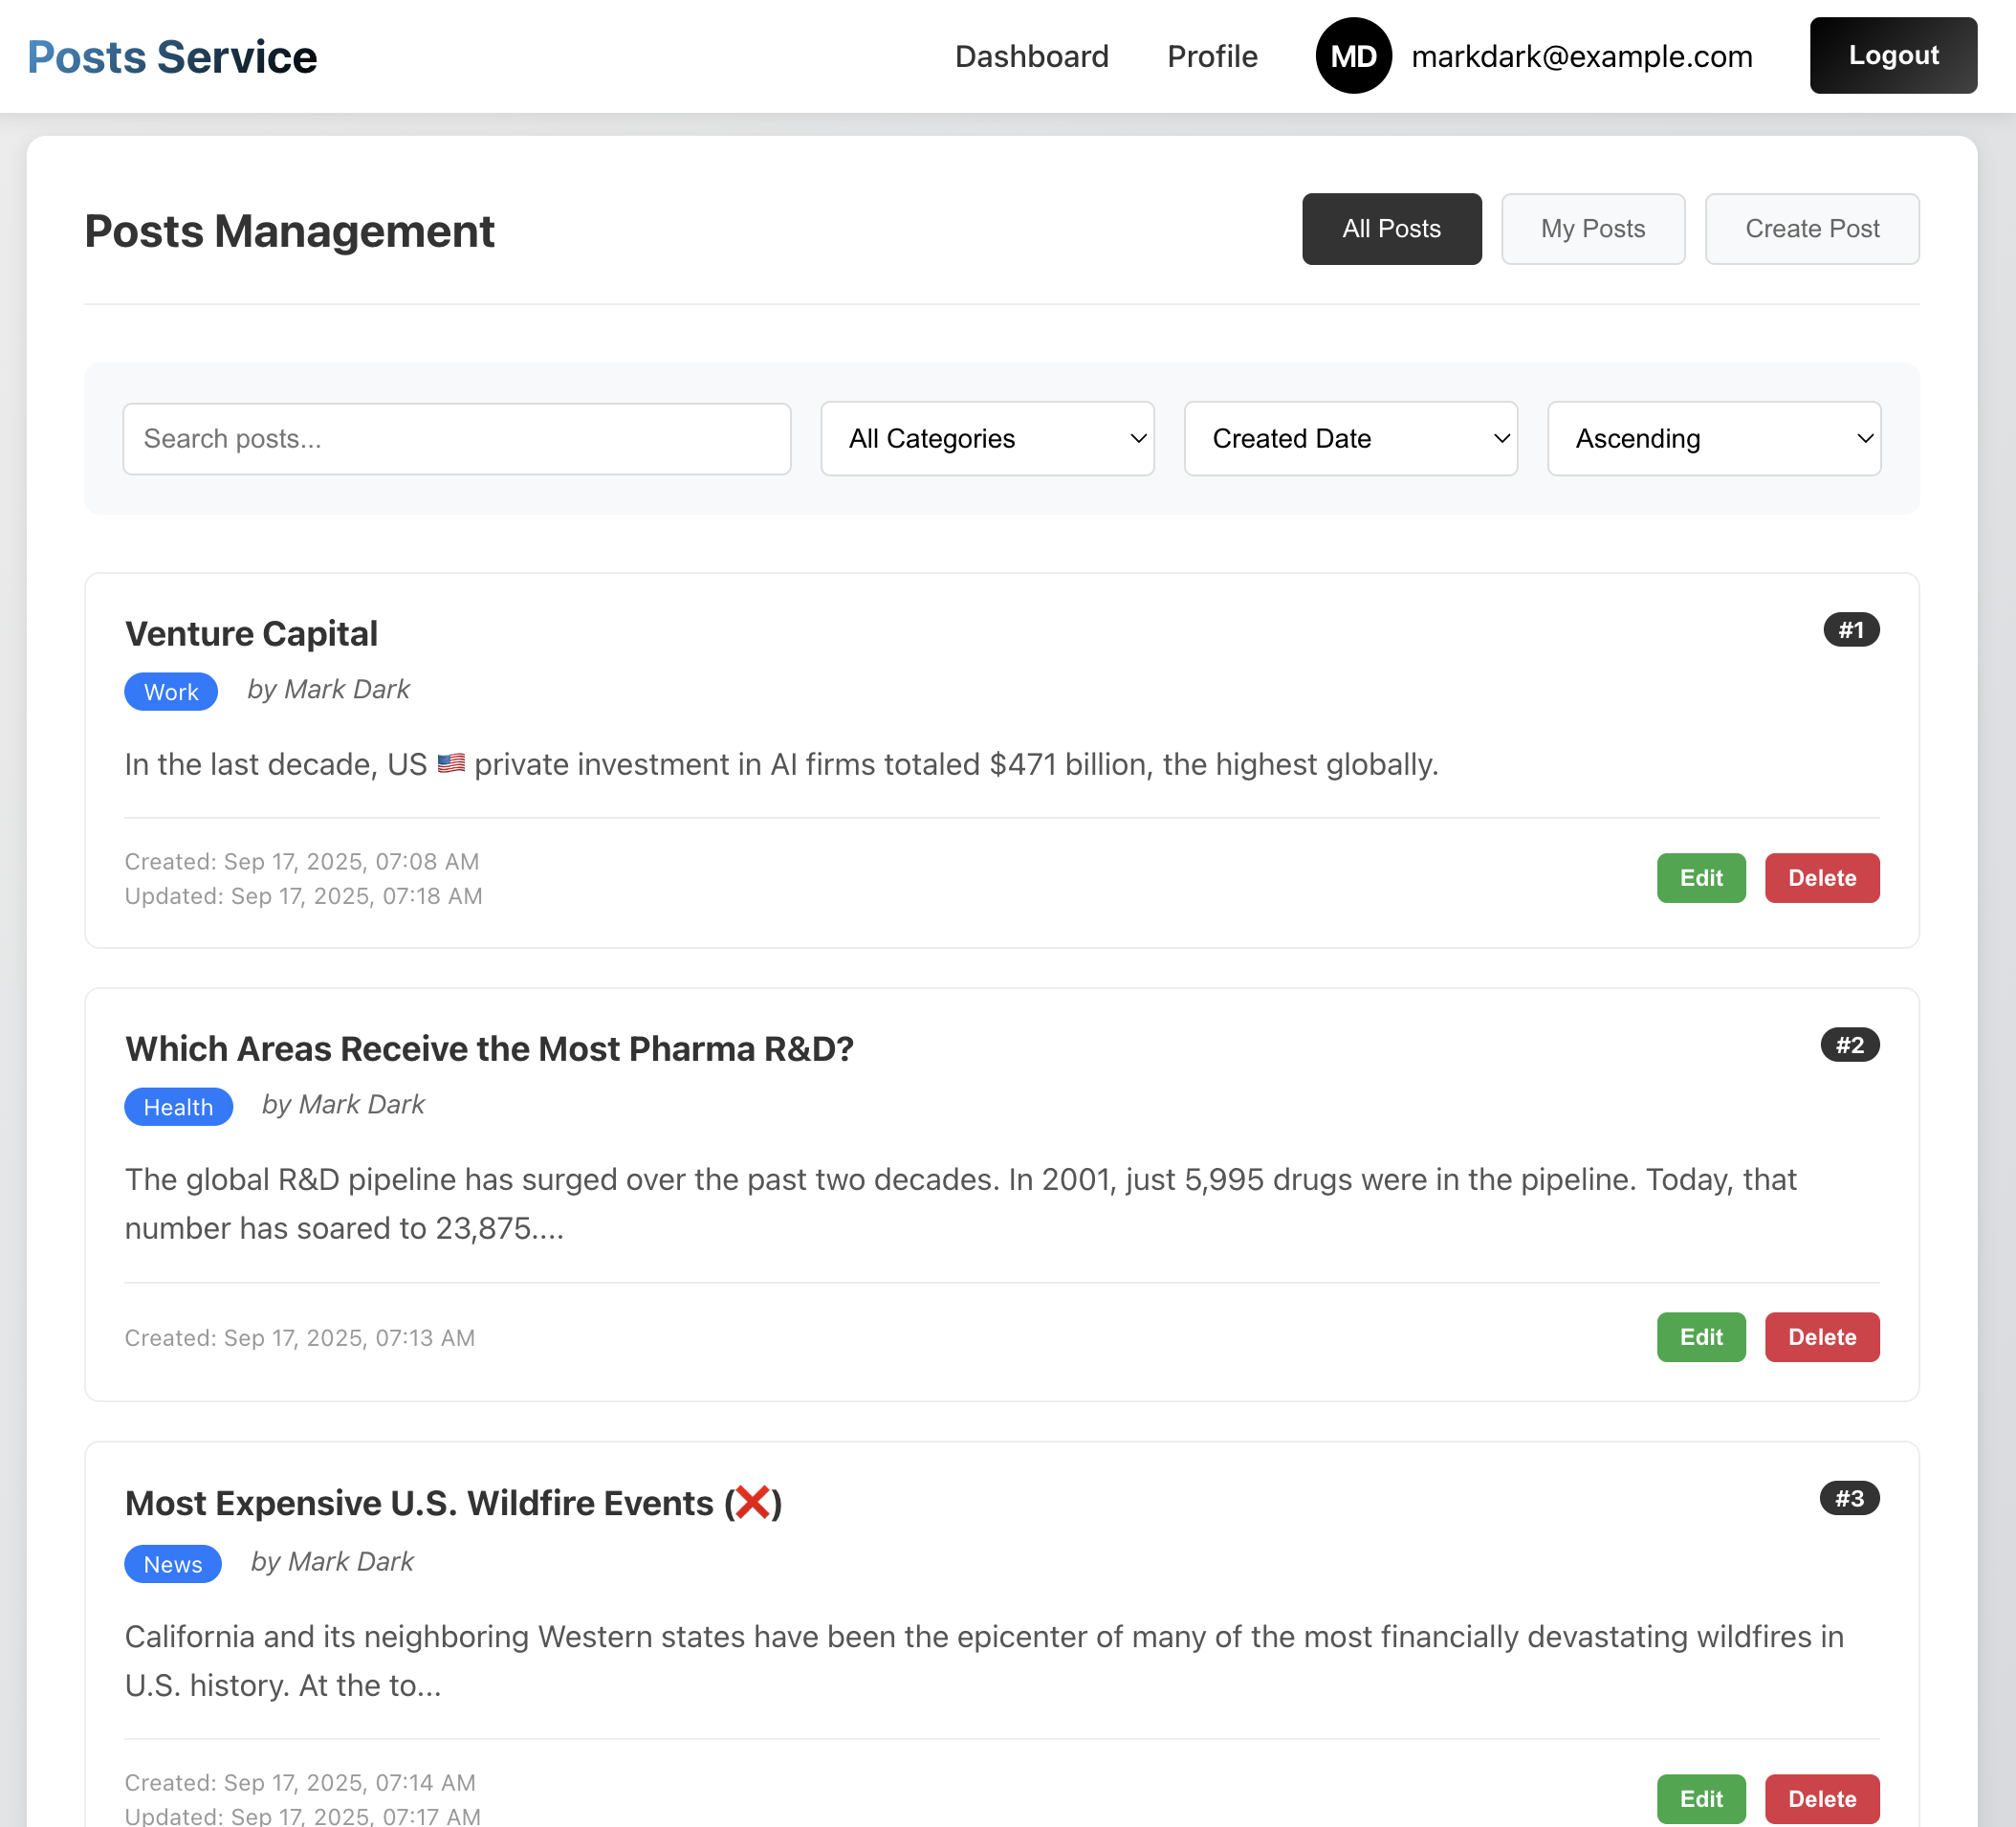 Posts Service
Dashboard
Profile
MD
markdark@example.com
Logout
Posts Management
All Posts
My Posts
Create Post
Search posts...
All Categories
Created Date
Ascending
Venture Capital
#1
Work
by Mark Dark
In the last decade, US 🇺🇸 private investment in AI firms totaled $471 billion, the highest globally.
Created: Sep 17, 2025, 07:08 AM
Updated: Sep 17, 2025, 07:18 AM
Edit
Delete
Which Areas Receive the Most Pharma R&D?
#2
Health
by Mark Dark
The global R&D pipeline has surged over the past two decades. In 2001, just 5,995 drugs were in the pipeline. Today, that
number has soared to 23,875....
Created: Sep 17, 2025, 07:13 AM
Edit
Delete
Most Expensive U.S. Wildfire Events (❌)
#3
News
by Mark Dark
California and its neighboring Western states have been the epicenter of many of the most financially devastating wildfires in
U.S. history. At the to...
Created: Sep 17, 2025, 07:14 AM
Updated: Sep 17, 2025, 07:17 AM
Edit
Delete